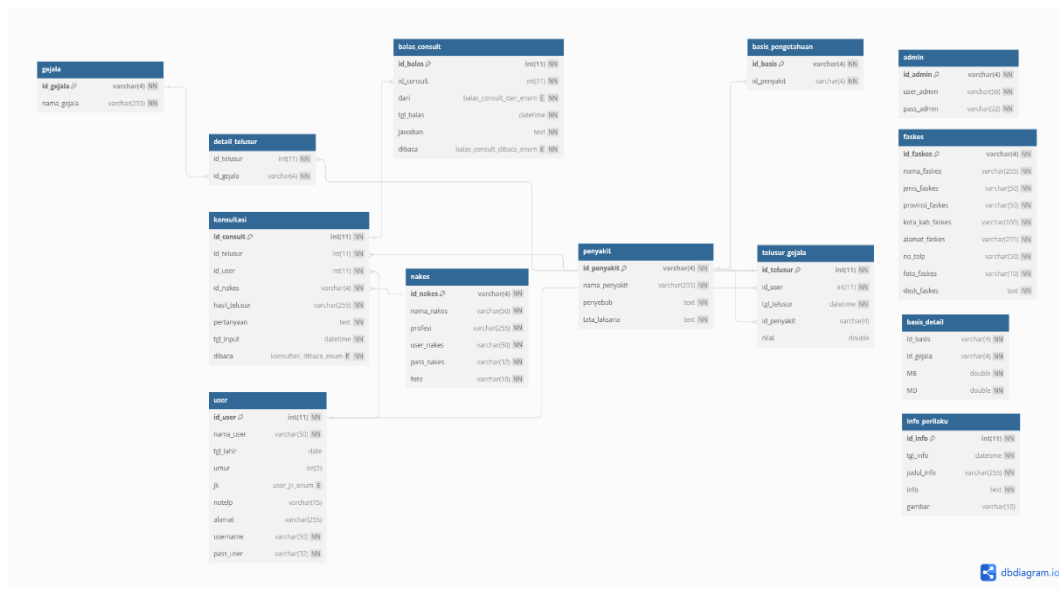 gejala
id_gejala varchar(4) NN
nama_gejala varchar(255) NN
detail_telusur
id_telusur int(11) NN
id_gejala varchar(4) NN
konsultasi
id_consult int(11) NN
id_telusur int(11) NN
id_user int(11) NN
id_nakes varchar(4) NN
hasil_telusur varchar(255) NN
pertanyaan text NN
tgl_input datetime NN
dibaca konsultasi_dibaca_enum E NN
user
id_user int(11) NN
nama_user varchar(50) NN
tgl_lahir date
umur int(2)
jk user_jk_enum E
notelp varchar(15)
alamat varchar(255)
username varchar(50) NN
pass_user varchar(32) NN
balas_consult
id_balas int(11) NN
id_consult int(11) NN
dari balas_consult_dari_enum E NN
tgl_balas datetime NN
jawaban text NN
dibaca balas_consult_dibaca_enum E NN
nakes
id_nakes varchar(4) NN
nama_nakes varchar(50) NN
profesi varchar(255) NN
user_nakes varchar(50) NN
pass_nakes varchar(32) NN
foto varchar(10) NN
penyakit
id_penyakit varchar(4) NN
nama_penyakit varchar(255) NN
penyebab text NN
tata_laksana text NN
basis_pengetahuan
id_basis varchar(4) NN
id_penyakit varchar(4) NN
telusur_gejala
id_telusur int(11) NN
id_user int(11) NN
tgl_telusur datetime NN
id_penyakit varchar(4)
nilai double
admin
id_admin varchar(4) NN
user_admin varchar(50) NN
pass_admin varchar(32) NN
faskes
id_faskes varchar(4) NN
nama_faskes varchar(255) NN
jenis_faskes varchar(50) NN
provinsi_faskes varchar(50) NN
kota_kab_faskes varchar(100) NN
alamat_faskes varchar(255) NN
no_telp varchar(50) NN
foto_faskes varchar(10) NN
desk_faskes text NN
basis_detail
id_basis varchar(4) NN
id_gejala varchar(4) NN
MB double NN
MD double NN
info_perilaku
id_info int(11) NN
tgl_info datetime NN
judul_info varchar(255) NN
info text NN
gambar varchar(10)
dbdiagram.io